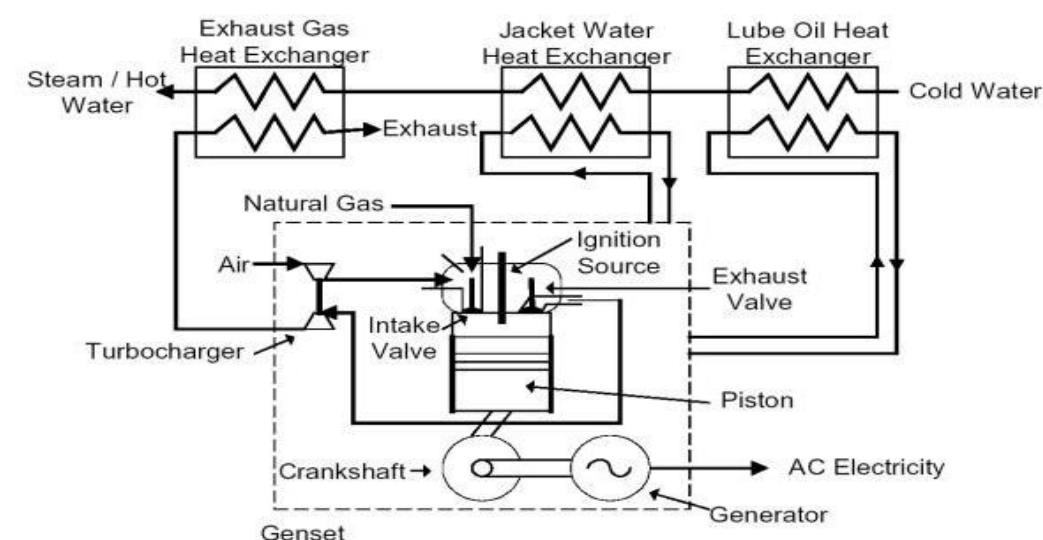 Exhaust Gas
Heat Exchanger
Jacket Water
Heat Exchanger
Lube Oil Heat
Exchanger
Steam / Hot
Water
Cold Water
Exhaust
Natural Gas
Ignition
Source
Air
Exhaust
Valve
Intake
Valve
Turbocharger
Piston
Crankshaft
AC Electricity
Generator
Genset